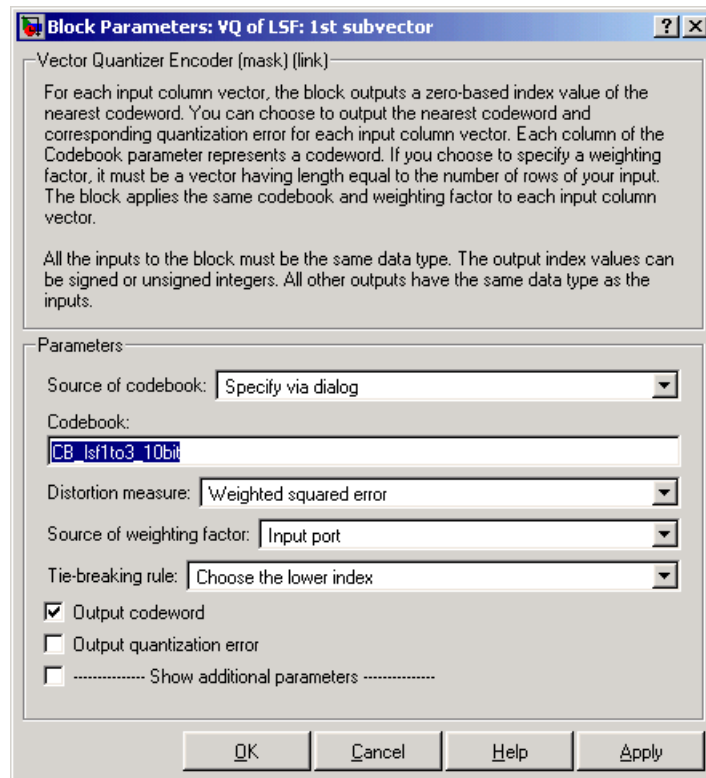 Block Parameters: VQ of LSF: 1st subvector
Vector Quantizer Encoder (mask) (link)
For each input column vector, the block outputs a zero-based index value of the
nearest codeword. You can choose to output the nearest codeword and
corresponding quantization error for each input column vector. Each column of the
Codebook parameter represents a codeword. If you choose to specify a weighting
factor, it must be a vector having length equal to the number of rows of your input.
The block applies the same codebook and weighting factor to each input column
vector.
All the inputs to the block must be the same data type. The output index values can
be signed or unsigned integers. All other outputs have the same data type as the
inputs.
Parameters
Source of codebook: Specify via dialog
Codebook:
CB_lsf1to3_10bit
Distortion measure: Weighted squared error
Source of weighting factor: Input port
Tie-breaking rule: Choose the lower index
Output codeword
Output quantization error
--------------- Show additional parameters ---------------
OK Cancel Help Apply